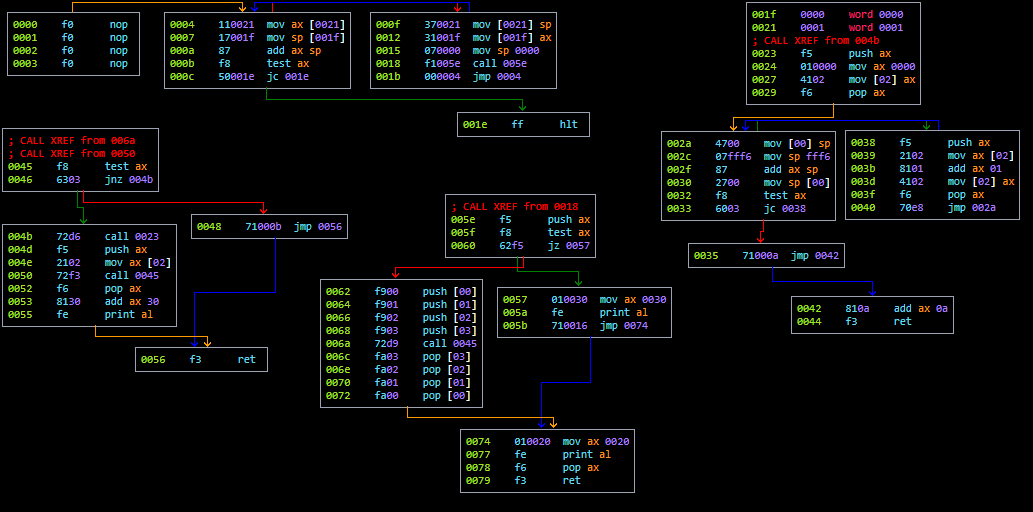 0000 f0 nop
0001 f0 nop
0002 f0 nop
0003 f0 nop
0004 110021 mov ax [0021]
0007 17001f mov sp [001f]
000a 87 add ax sp
000b f8 test ax
000c 50001e jc 001e
000f 370021 mov [0021] sp
0012 31001f mov [001f] ax
0015 070000 mov sp 0000
0018 f1005e call 005e
001b 000004 jmp 0004
001e ff hlt
001f 0000 word 0000
0021 0001 word 0001
; CALL XREF from 004b
0023 f5 push ax
0024 010000 mov ax 0000
0027 4102 mov [02] ax
0029 f6 pop ax
002a 4700 mov [00] sp
002c 07fff6 mov sp fff6
002f 87 add ax sp
0030 2700 mov sp [00]
0032 f8 test ax
0033 6003 jc 0038
0038 f5 push ax
0039 2102 mov ax [02]
003b 8101 add ax 01
003d 4102 mov [02] ax
003f f6 pop ax
0040 70e8 jmp 002a
0035 71000a jmp 0042
0042 810a add ax 0a
0044 f3 ret
; CALL XREF from 006a
; CALL XREF from 0050
0045 f8 test ax
0046 6303 jnz 004b
0048 71000b jmp 0056
004b 72d6 call 0023
004d f5 push ax
004e 2102 mov ax [02]
0050 72f3 call 0045
0052 f6 pop ax
0053 8130 add ax 30
0055 fe print al
0056 f3 ret
; CALL XREF from 0018
005e f5 push ax
005f f8 test ax
0060 62f5 jz 0057
0062 f900 push [00]
0064 f901 push [01]
0066 f902 push [02]
0068 f903 push [03]
006a 72d9 call 0045
006c fa03 pop [03]
006e fa02 pop [02]
0070 fa01 pop [01]
0072 fa00 pop [00]
0057 010030 mov ax 0030
005a fe print al
005b 710016 jmp 0074
0074 010020 mov ax 0020
0077 fe print al
0078 f6 pop ax
0079 f3 ret